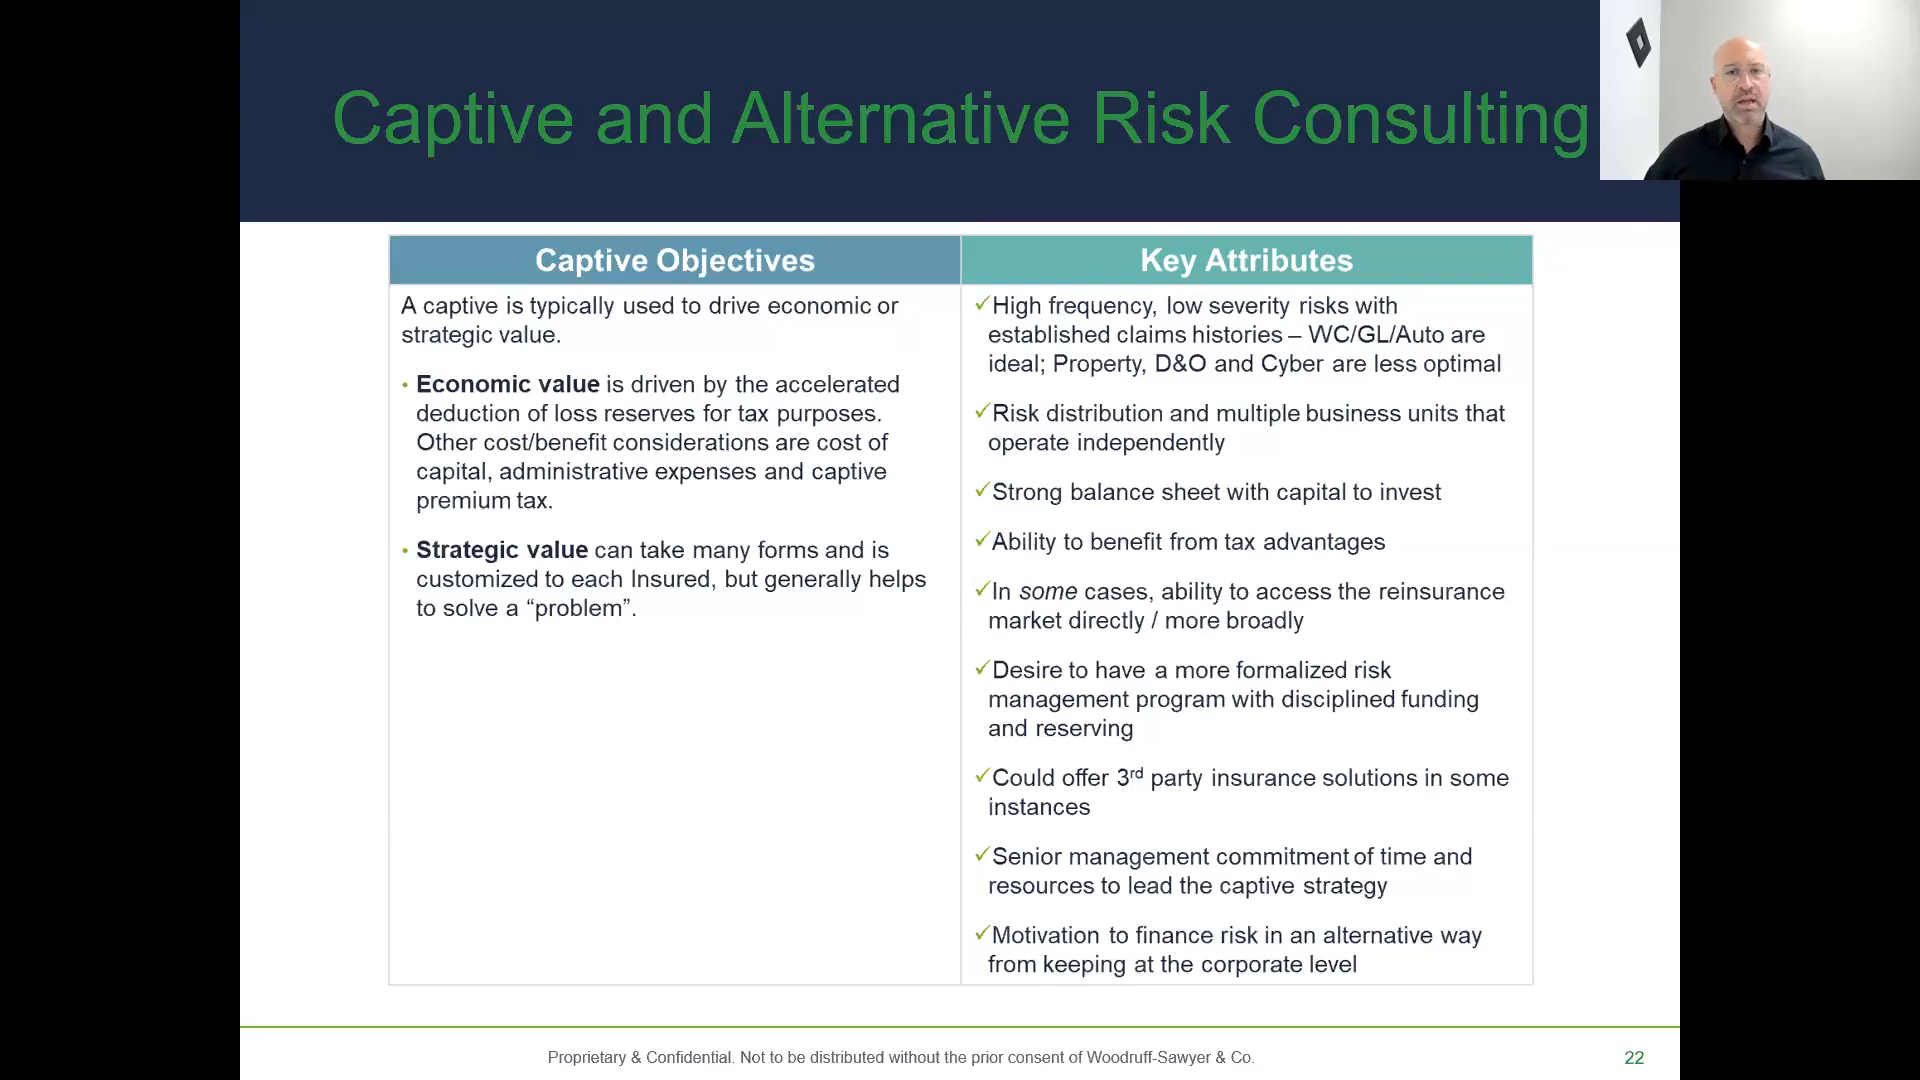 Captive and Alternative Risk Consulting
Captive Objectives
A captive is typically used to drive economic or
strategic value.
• Economic value is driven by the accelerated
deduction of loss reserves for tax purposes.
Other cost/benefit considerations are cost of
capital, administrative expenses and captive
premium tax.
• Strategic value can take many forms and is
customized to each Insured, but generally helps
to solve a “problem”.
Key Attributes
✓High frequency, low severity risks with
established claims histories – WC/GL/Auto are
ideal; Property, D&O and Cyber are less optimal
✓Risk distribution and multiple business units that
operate independently
✓Strong balance sheet with capital to invest
✓Ability to benefit from tax advantages
✓In some cases, ability to access the reinsurance
market directly / more broadly
✓Desire to have a more formalized risk
management program with disciplined funding
and reserving
✓Could offer 3rd party insurance solutions in some
instances
✓Senior management commitment of time and
resources to lead the captive strategy
✓Motivation to finance risk in an alternative way
from keeping at the corporate level
Proprietary & Confidential. Not to be distributed without the prior consent of Woodruff-Sawyer & Co.
22